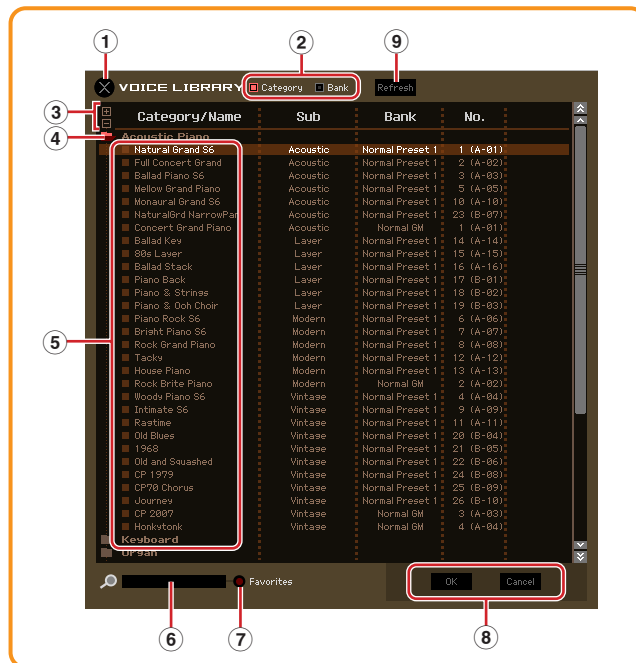 1 2 9
VOICE LIBRARY Category Bank Refresh
3
Category/Name Sub Bank No.
4
Acoustic Piano
Natural Grand S6 Acoustic Normal Preset 1 1 (A-01)
Full Concert Grand Acoustic Normal Preset 1 2 (A-02)
Ballad Piano S6 Acoustic Normal Preset 1 3 (A-03)
Mellow Grand Piano Acoustic Normal Preset 1 5 (A-05)
Monaural Grand S6 Acoustic Normal Preset 1 10 (A-10)
NaturalGrd NarrowPan Acoustic Normal Preset 1 23 (B-07)
Concert Grand Piano Acoustic Normal GM 1 (A-01)
Ballad Key Layer Normal Preset 1 14 (A-14)
80s Layer Layer Normal Preset 1 15 (A-15)
Ballad Stack Layer Normal Preset 1 16 (A-16)
Piano Back Layer Normal Preset 1 17 (B-01)
Piano & Strings Layer Normal Preset 1 18 (B-02)
Piano & Ooh Choir Layer Normal Preset 1 19 (B-03)
Piano Rock S6 Modern Normal Preset 1 6 (A-06)
Bright Piano S6 Modern Normal Preset 1 7 (A-07)
5
Rock Grand Piano Modern Normal Preset 1 8 (A-08)
Tacky Modern Normal Preset 1 12 (A-12)
House Piano Modern Normal Preset 1 13 (A-13)
Rock Brite Piano Modern Normal GM 2 (A-02)
Woody Piano S6 Vintage Normal Preset 1 4 (A-04)
Intimate S6 Vintage Normal Preset 1 9 (A-09)
Ragtime Vintage Normal Preset 1 11 (A-11)
Old Blues Vintage Normal Preset 1 20 (B-04)
1968 Vintage Normal Preset 1 21 (B-05)
Old and Squashed Vintage Normal Preset 1 22 (B-06)
CP 1979 Vintage Normal Preset 1 24 (B-08)
CP70 Chorus Vintage Normal Preset 1 25 (B-09)
Journey Vintage Normal Preset 1 26 (B-10)
CP 2007 Vintage Normal GM 3 (A-03)
Honkytonk Vintage Normal GM 4 (A-04)
Keyboard
Organ
Favorites OK Cancel
6 7 8